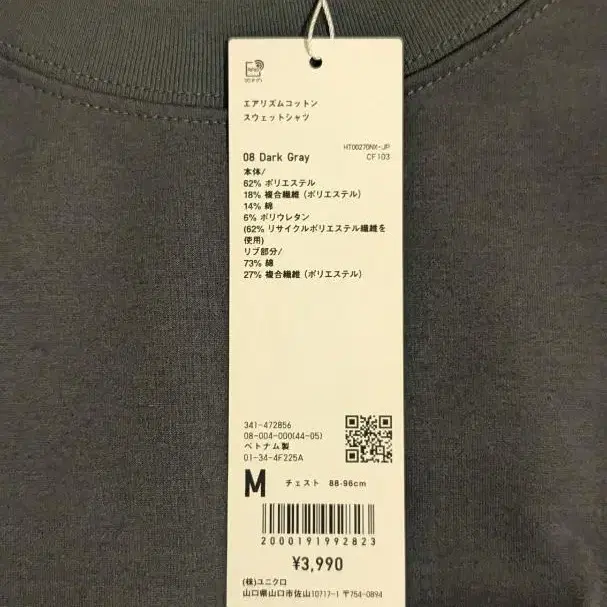 エアリズムコットン
スウェットシャツ
HT00270NX-JP
08 Dark Gray CF103
本体/
62% ポリエステル
18% 複合繊維 (ポリエステル)
14% 綿
6% ポリウレタン
(62% リサイクルポリエステル繊維を
使用)
リブ部分/
73% 綿
27% 複合繊維 (ポリエステル)
341-472856
08-004-000(44-05)
ベトナム製
01-34-4F225A
M チェスト 88-96cm
2000191992823
¥3,990
(株)ユニクロ
山口県山口市佐山10717-1 〒754-0894